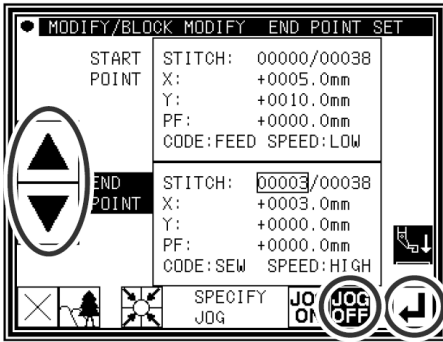 MODIFY/BLOCK MODIFY END POINT SET
START POINT
STITCH: 00000/00038
X: +0005.0mm
Y: +0010.0mm
PF: +0000.0mm
CODE:FEED SPEED:LOW
END POINT
STITCH: 00003/00038
X: +0003.0mm
Y: +0000.0mm
PF: +0000.0mm
CODE:SEW SPEED:HIGH
SPECIFY JOG
JOG ON
JOG OFF